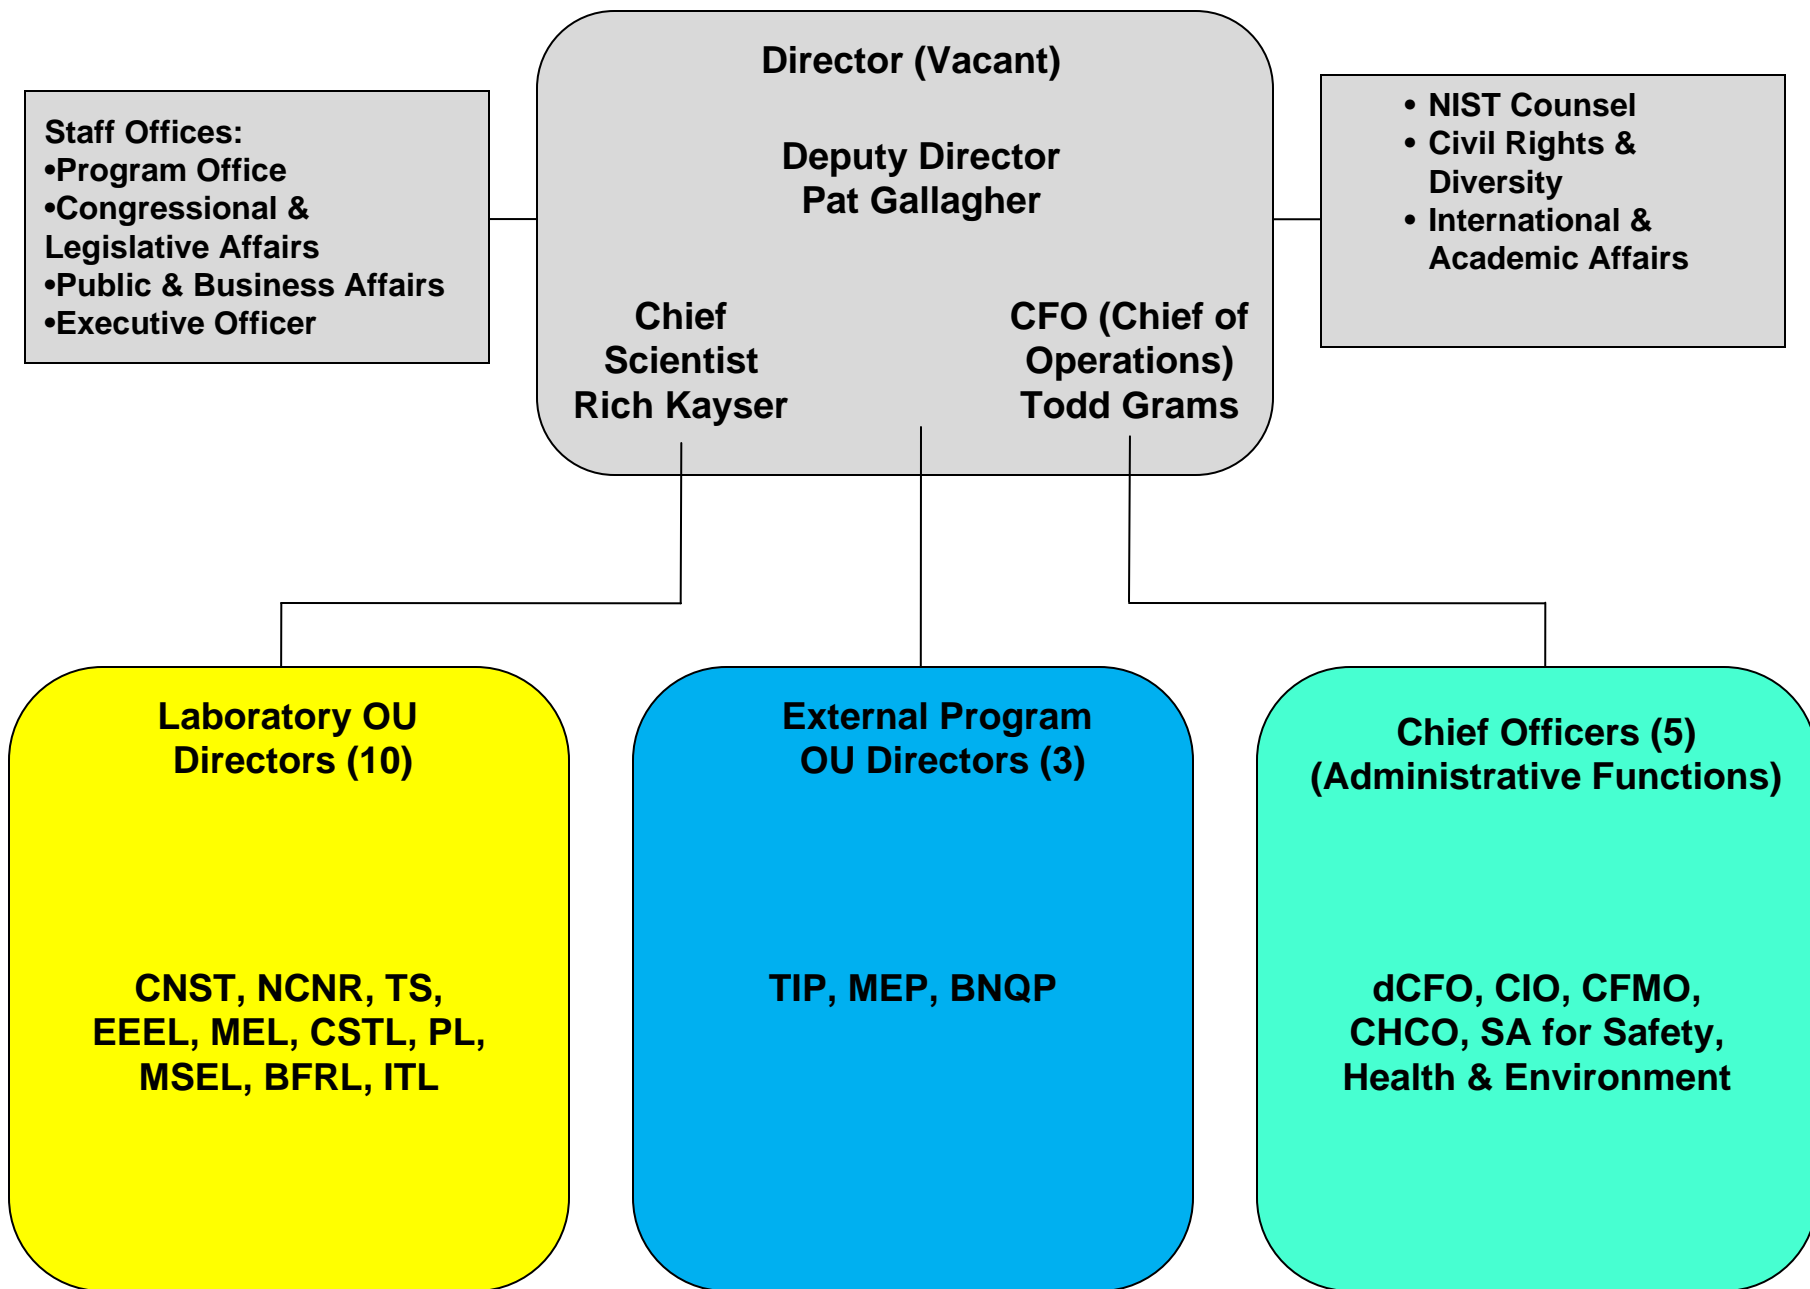 Director (Vacant)
Deputy Director
Pat Gallagher
Chief
Scientist
Rich Kayser
CFO (Chief of
Operations)
Todd Grams
Staff Offices:
•Program Office
•Congressional &
Legislative Affairs
•Public & Business Affairs
•Executive Officer
• NIST Counsel
• Civil Rights &
Diversity
• International &
Academic Affairs
Laboratory OU
Directors (10)
CNST, NCNR, TS,
EEEL, MEL, CSTL, PL,
MSEL, BFRL, ITL
External Program
OU Directors (3)
TIP, MEP, BNQP
Chief Officers (5)
(Administrative Functions)
dCFO, CIO, CFMO,
CHCO, SA for Safety,
Health & Environment